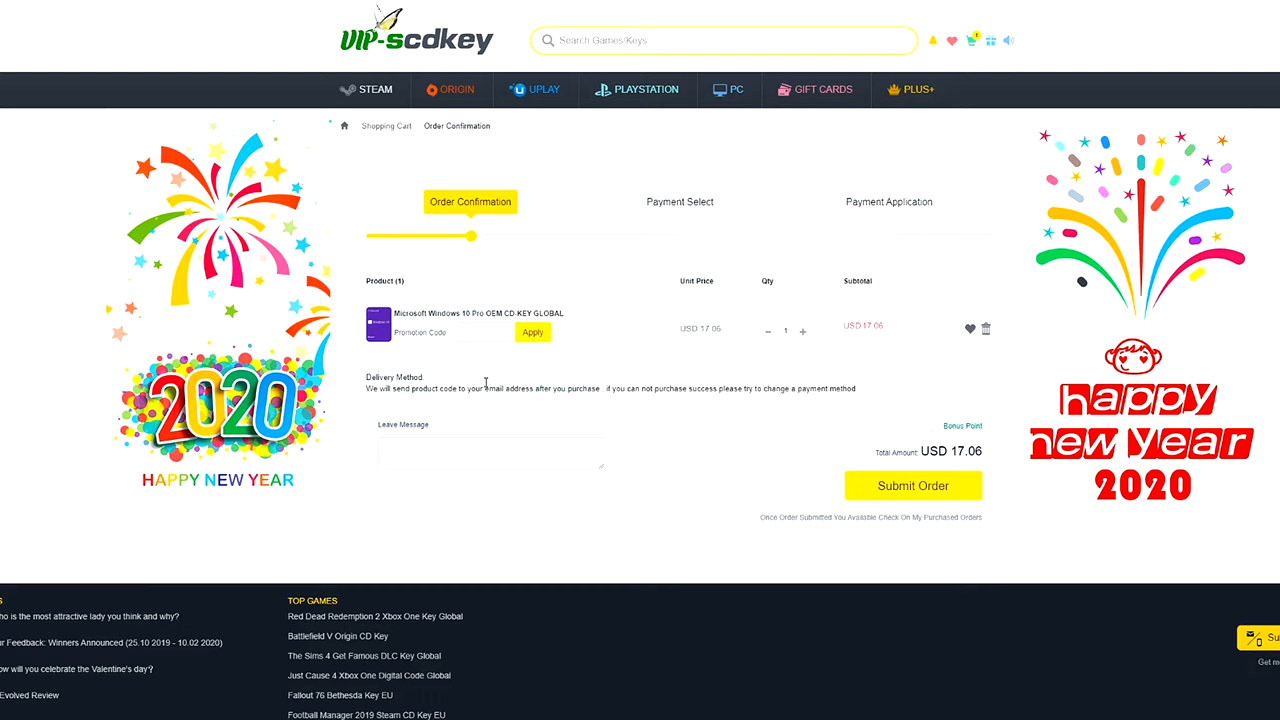 VIP-scdkey
Search Games/Keys
1
STEAM
ORIGIN
UPLAY
PLAYSTATION
PC
GIFT CARDS
PLUS+
Shopping Cart
Order Confirmation
Order Confirmation
Payment Select
Payment Application
Product (1)
Unit Price
Qty
Subtotal
Microsoft Windows 10 Pro OEM CD-KEY GLOBAL
Promotion Code
Apply
USD 17.06
1
USD 17.06
Delivery Method:
We will send product code to your email address after you purchase if you can not purchase success please try to change a payment method
Leave Message
Bonus Point
Total Amount: USD 17.06
Submit Order
Once Order Submitted You Available Check On My Purchased Orders
2020
HAPPY NEW YEAR
happy
new year
2020
S
ho is the most attractive lady you think and why?
ur Feedback: Winners Announced (25.10 2019 - 10.02 2020)
ow will you celebrate the Valentine's day?
Evolved Review
TOP GAMES
Red Dead Redemption 2 Xbox One Key Global
Battlefield V Origin CD Key
The Sims 4 Get Famous DLC Key Global
Just Cause 4 Xbox One Digital Code Global
Fallout 76 Bethesda Key EU
Football Manager 2019 Steam CD Key EU
Su
Get m